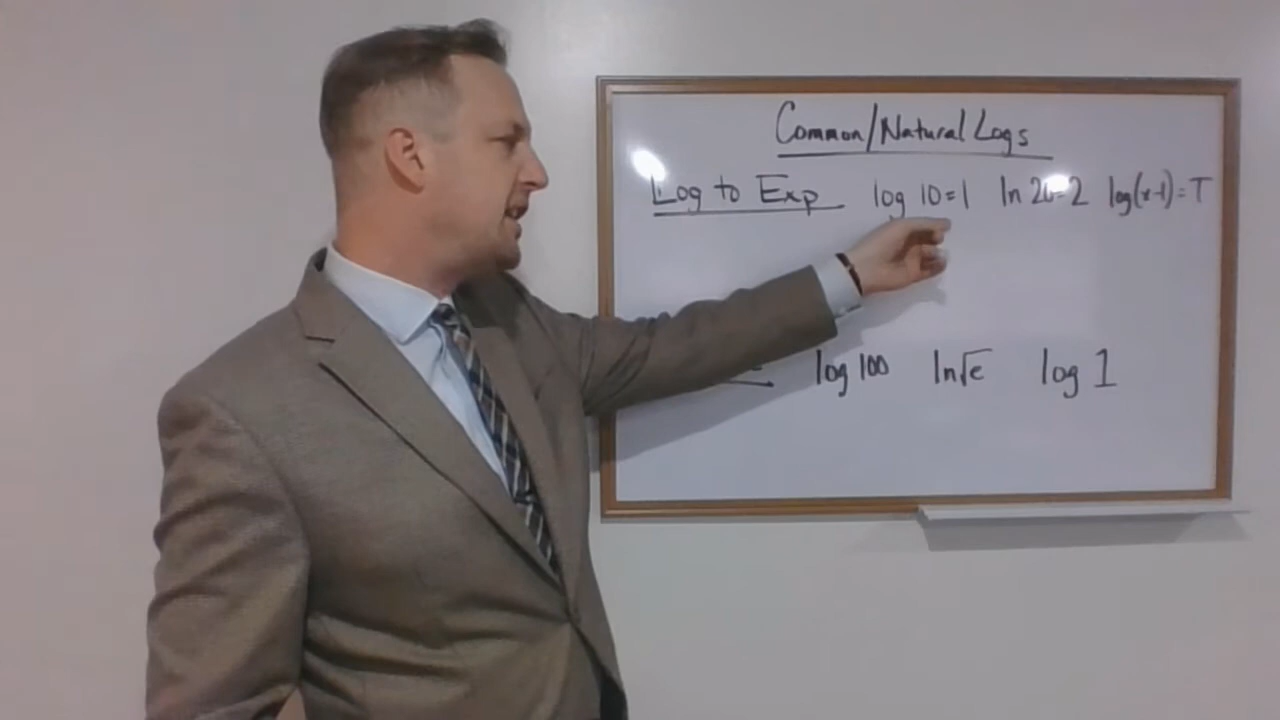 Common/Natural Logs
Log to Exp log 10=1 ln 20=2 log(x-1)=T
log 100 ln√e log 1